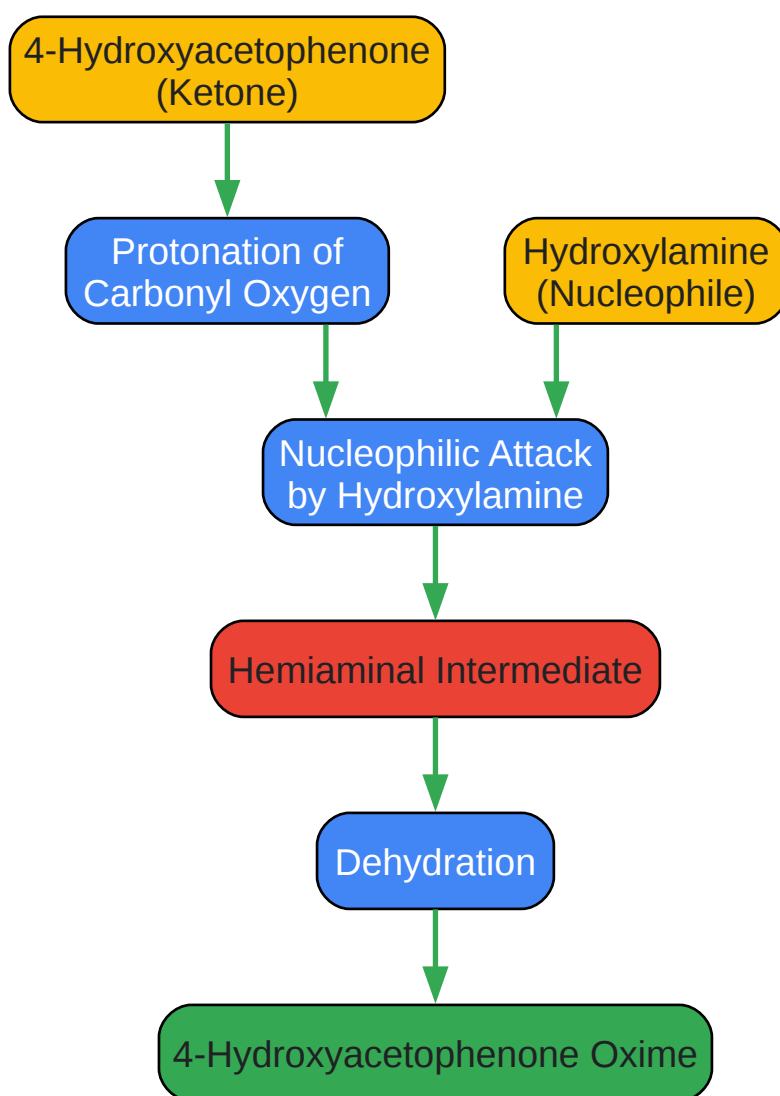 4-Hydroxyacetophenone
(Ketone)
Protonation of
Carbonyl Oxygen
Hydroxylamine
(Nucleophile)
Nucleophilic Attack
by Hydroxylamine
Hemiaminal Intermediate
Dehydration
4-Hydroxyacetophenone Oxime